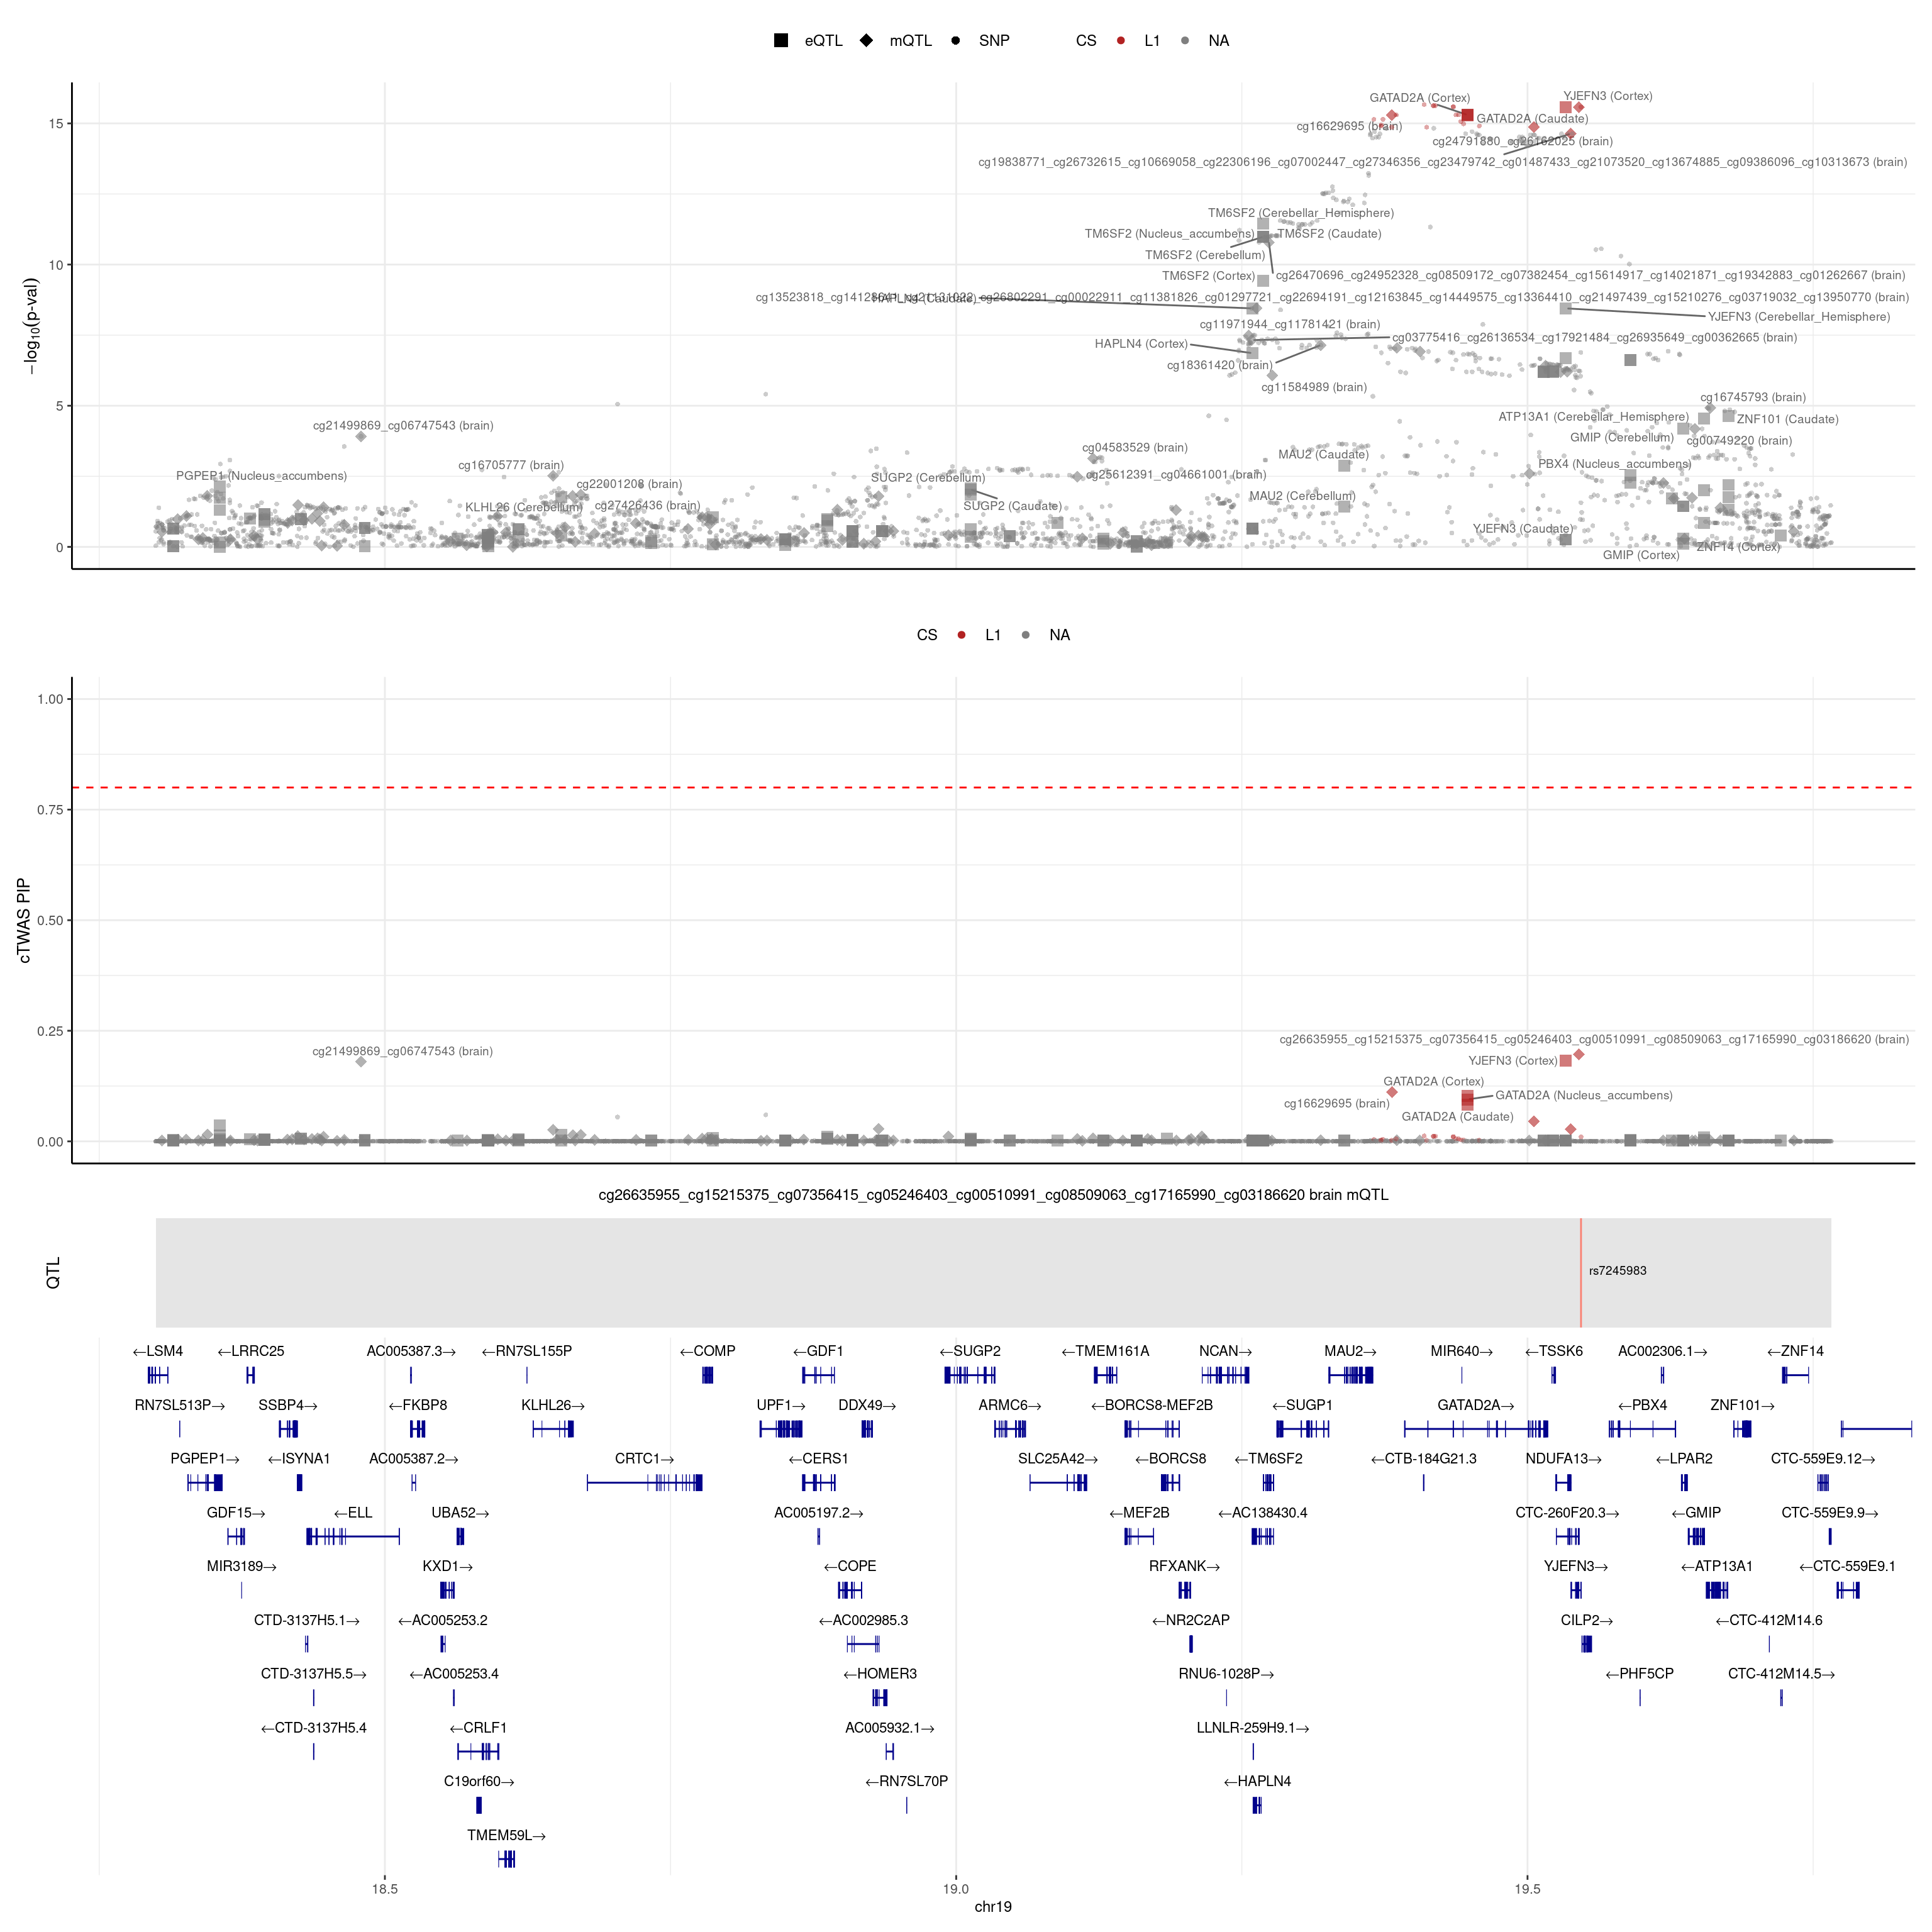 eQTL mQTL SNP CS L1 NA
GATAD2A (Cortex)
YJEFN3 (Cortex)
GATAD2A (Caudate)
cg16629695 (brain)
cg24791880_cg26162025 (brain)
cg19838771_cg26732615_cg10669058_cg22306196_cg07002447_cg27346356_cg23479742_cg01487433_cg21073520_cg13674885_cg09386096_cg10313673 (brain)
TM6SF2 (Cerebellar_Hemisphere)
TM6SF2 (Nucleus_accumbens)
TM6SF2 (Caudate)
TM6SF2 (Cerebellum)
TM6SF2 (Cortex)
cg26470696_cg24952328_cg08509172_cg07382454_cg15614917_cg14021871_cg19342883_cg01262667 (brain)
HAPLN4 (Caudate)
YJEFN3 (Cerebellar_Hemisphere)
cg11971944_cg11781421 (brain)
cg03775416_cg26136534_cg17921484_cg26935649_cg00362665 (brain)
HAPLN4 (Cortex)
cg18361420 (brain)
cg11584989 (brain)
cg16745793 (brain)
ATP13A1 (Cerebellar_Hemisphere)
ZNF101 (Caudate)
cg21499869_cg06747543 (brain)
GMIP (Cerebellum)
cg00749220 (brain)
cg04583529 (brain)
MAU2 (Caudate)
cg16705777 (brain)
PBX4 (Nucleus_accumbens)
PGPEP1 (Nucleus_accumbens)
cg22001208 (brain)
SUGP2 (Cerebellum)
cg25612391_cg04661001 (brain)
KLHL26 (Cerebellum)
cg27426436 (brain)
SUGP2 (Caudate)
MAU2 (Cerebellum)
YJEFN3 (Caudate)
GMIP (Cortex)
ZNF14 (Cortex)
15
10
5
0
−log10(p-val)
CS L1 NA
1.00
0.75
0.50
0.25
0.00
cTWAS PIP
cg21499869_cg06747543 (brain)
cg26635955_cg15215375_cg07356415_cg05246403_cg00510991_cg08509063_cg17165990_cg03186620 (brain)
YJEFN3 (Cortex)
GATAD2A (Cortex)
GATAD2A (Nucleus_accumbens)
cg16629695 (brain)
GATAD2A (Caudate)
cg26635955_cg15215375_cg07356415_cg05246403_cg00510991_cg08509063_cg17165990_cg03186620 brain mQTL
QTL
rs7245983
←LSM4 ←LRRC25 AC005387.3→ ←RN7SL155P ←COMP ←GDF1 ←SUGP2 ←TMEM161A NCAN→ MAU2→ MIR640→ ←TSSK6 AC002306.1→ ←ZNF14
RN7SL513P→ SSBP4→ ←FKBP8 KLHL26→ UPF1→ DDX49→ ARMC6→ ←BORCS8-MEF2B ←SUGP1 GATAD2A→ ←PBX4 ZNF101→
PGPEP1→ ←ISYNA1 AC005387.2→ CRTC1→ ←CERS1 SLC25A42→ ←BORCS8 ←TM6SF2 ←CTB-184G21.3 NDUFA13→ ←LPAR2 CTC-559E9.12→
GDF15→ ←ELL UBA52→ AC005197.2→ ←MEF2B ←AC138430.4 CTC-260F20.3→ ←GMIP CTC-559E9.9→
MIR3189→ KXD1→ ←COPE RFXANK→ YJEFN3→ ←ATP13A1 ←CTC-559E9.1
CTD-3137H5.1→ ←AC005253.2 ←AC002985.3 ←NR2C2AP CILP2→ ←CTC-412M14.6
CTD-3137H5.5→ ←AC005253.4 ←HOMER3 RNU6-1028P→ ←PHF5CP CTC-412M14.5→
←CTD-3137H5.4 ←CRLF1 AC005932.1→ LLNLR-259H9.1→
C19orf60→ ←RN7SL70P ←HAPLN4
TMEM59L→
18.5 19.0 19.5
chr19